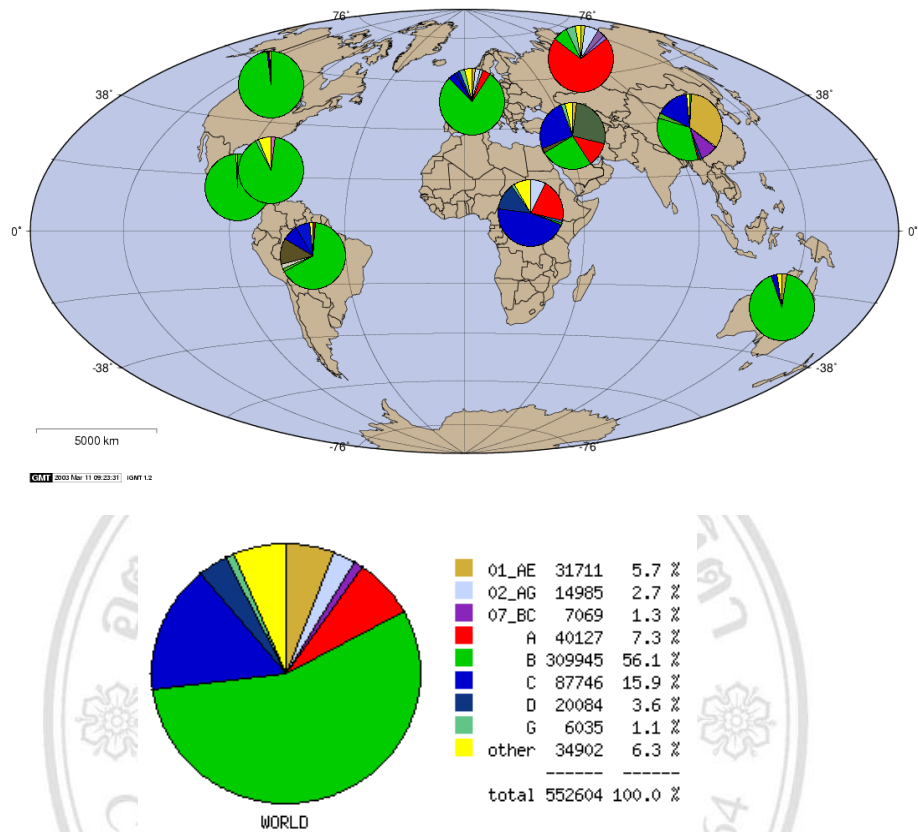 76°
-76°
38°
38°
0°
0°
-38°
-38°
5000 km
-76°
-76°
GMT 2003 Mar 11 09:23:31 iGMT 1.2
01_AE 31711 5.7 %
02_AG 14985 2.7 %
07_BC 7069 1.3 %
A 40127 7.3 %
B 309945 56.1 %
C 87746 15.9 %
D 20084 3.6 %
G 6035 1.1 %
other 34902 6.3 %
------ ------
total 552604 100.0 %
WORLD